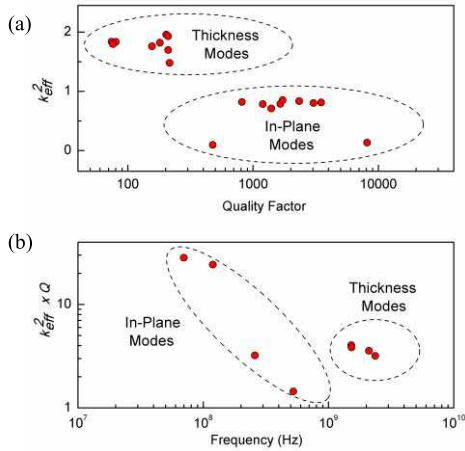 (a)
2
1
0
k²eff
Thickness
Modes
In-Plane
Modes
100
1000
10000
Quality Factor
(b)
10
1
k²eff x Q
In-Plane
Modes
Thickness
Modes
10⁷
10⁸
10⁹
10¹⁰
Frequency (Hz)